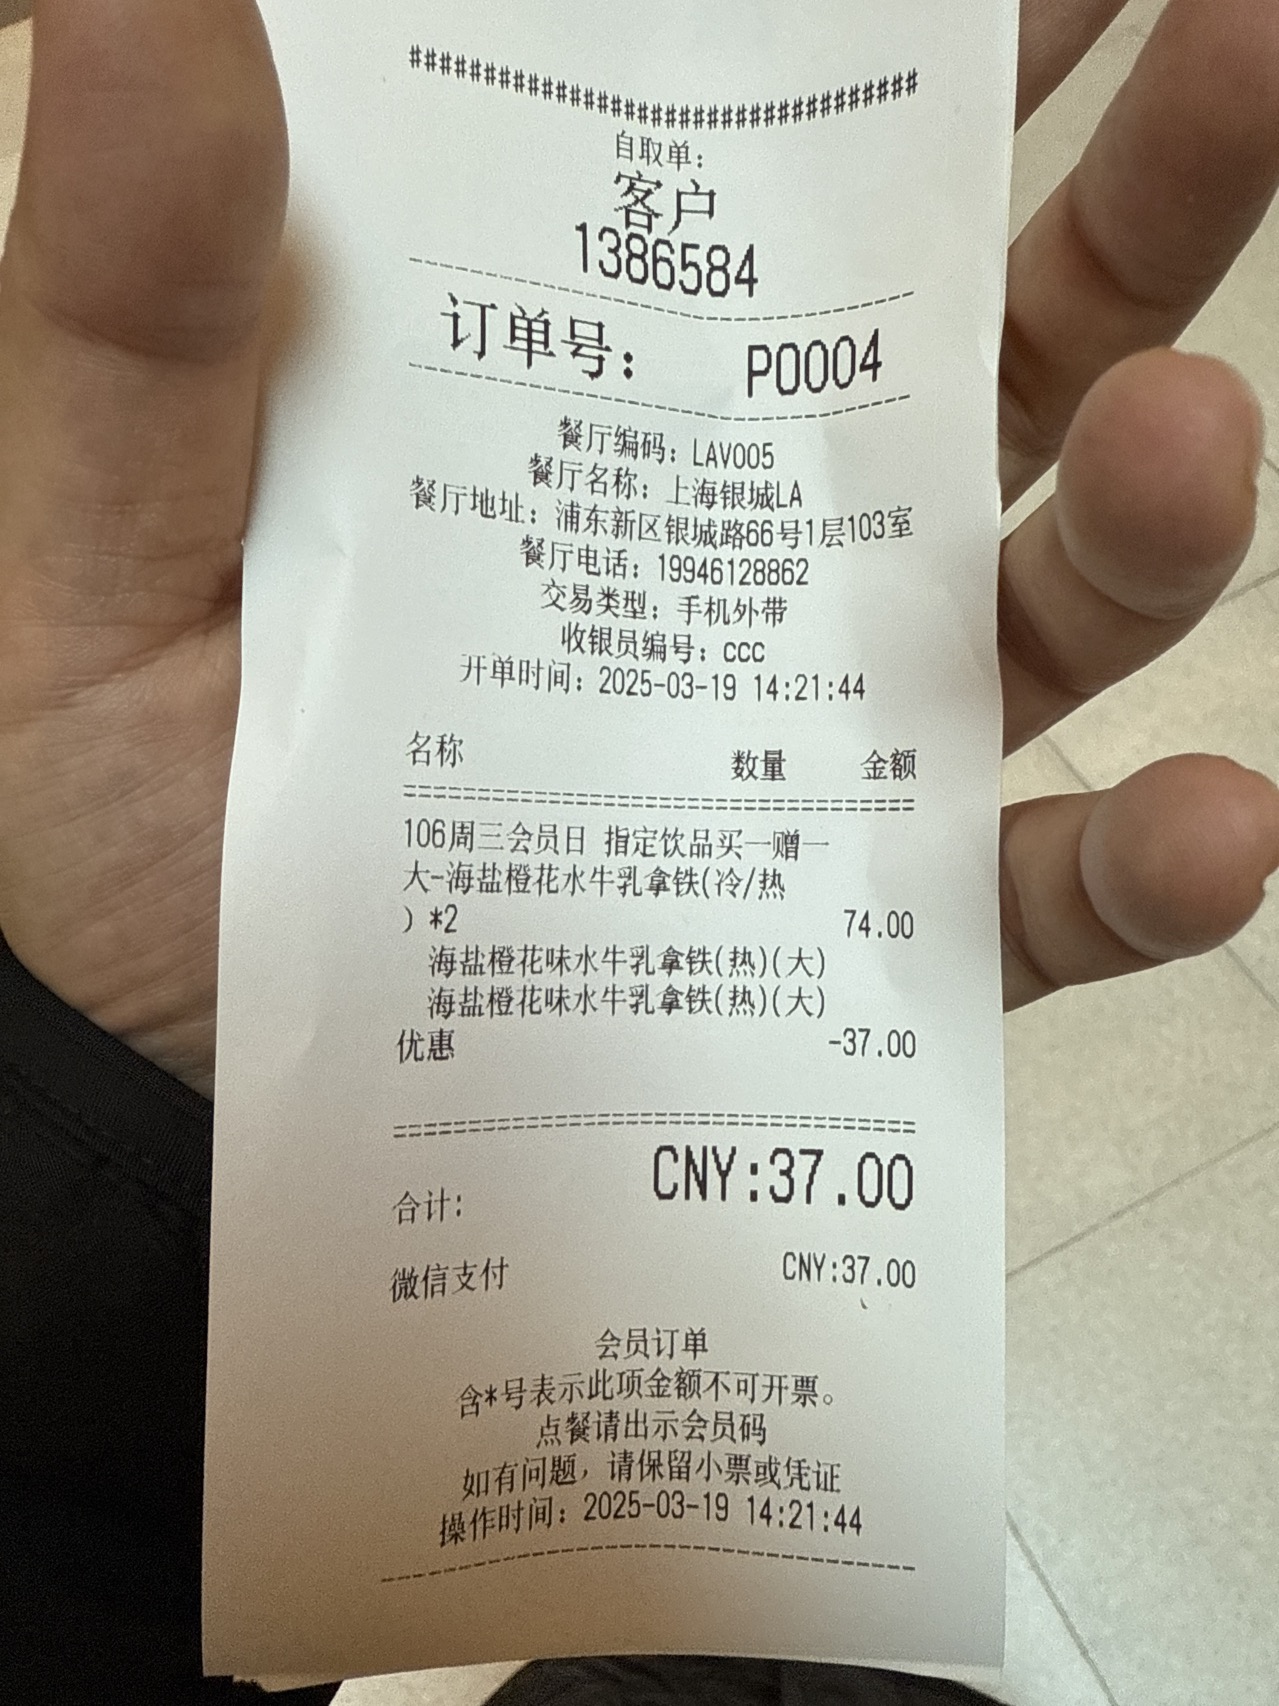 ####################################
自取单：
客户
1386584
订单号： P0004
餐厅编码：LAV005
餐厅名称：上海银城LA
餐厅地址：浦东新区银城路66号1层103室
餐厅电话：19946128862
交易类型：手机外带
收银员编号：ccc
开单时间：2025-03-19 14:21:44
名称 数量 金额
====================================
106周三会员日 指定饮品买一赠一
大-海盐橙花水牛乳拿铁(冷/热
) *2 74.00
海盐橙花味水牛乳拿铁(热)(大)
海盐橙花味水牛乳拿铁(热)(大)
优惠 -37.00
====================================
合计： CNY:37.00
微信支付 CNY:37.00
会员订单
含*号表示此项金额不可开票。
点餐请出示会员码
如有问题，请保留小票或凭证
操作时间：2025-03-19 14:21:44